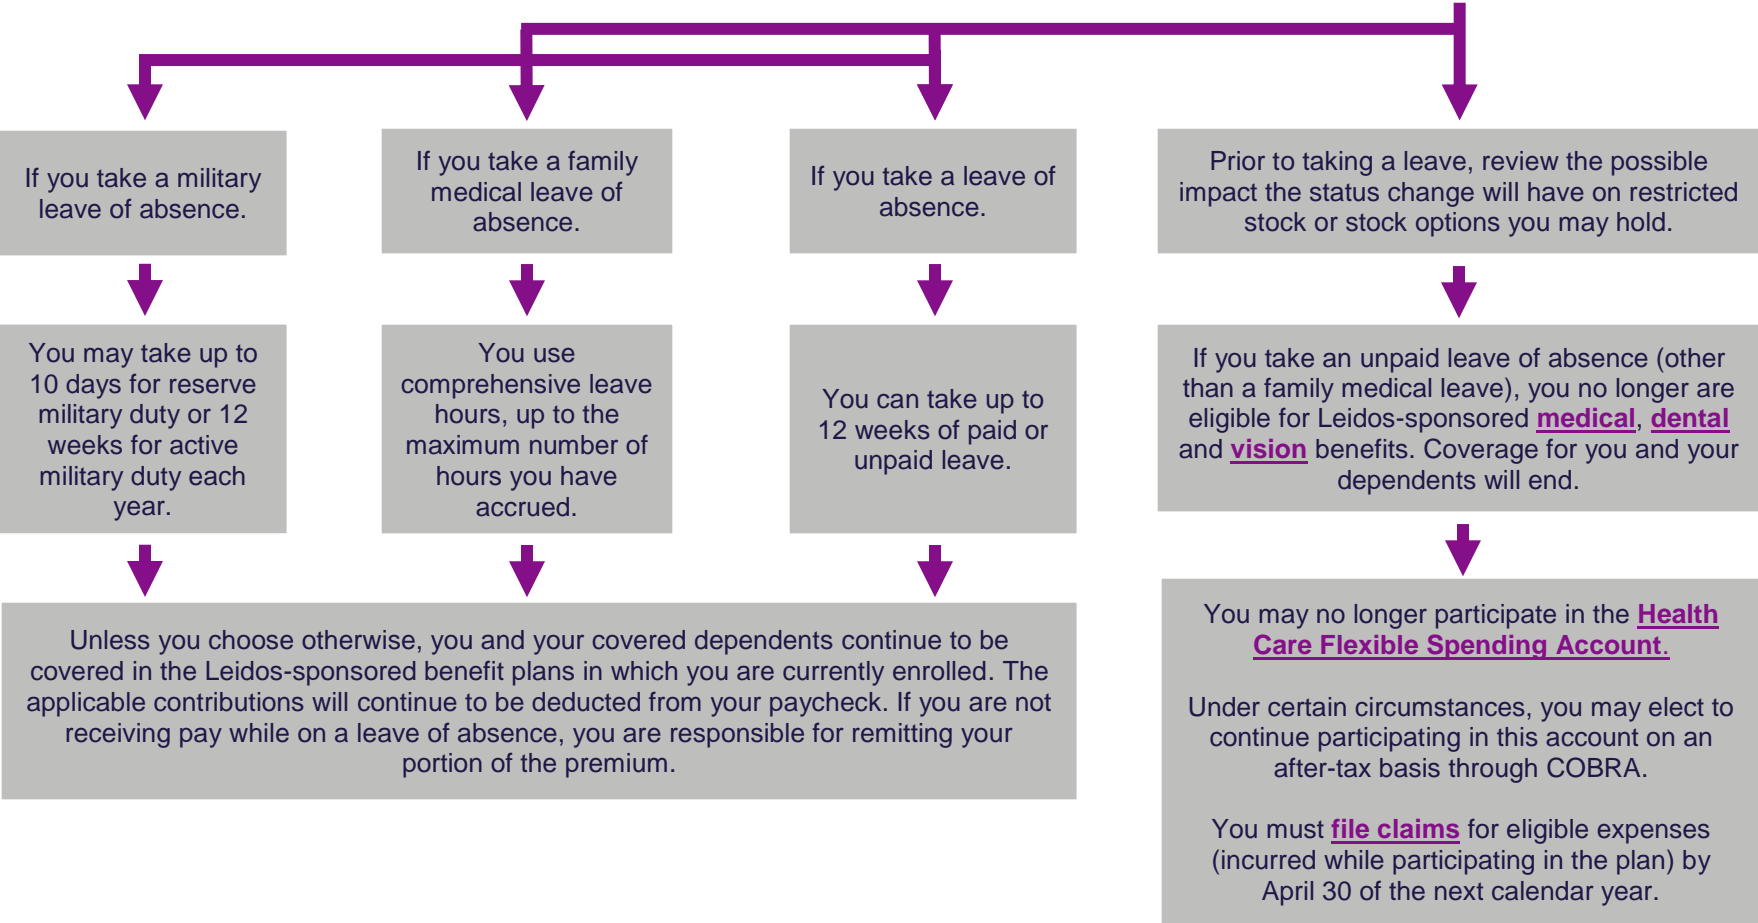 If you take a military
leave of absence.
If you take a family
medical leave of
absence.
If you take a leave of
absence.
Prior to taking a leave, review the possible
impact the status change will have on restricted
stock or stock options you may hold.
You may take up to
10 days for reserve
military duty or 12
weeks for active
military duty each
year.
You use
comprehensive leave
hours, up to the
maximum number of
hours you have
accrued.
You can take up to
12 weeks of paid or
unpaid leave.
If you take an unpaid leave of absence (other
than a family medical leave), you no longer are
eligible for Leidos-sponsored medical, dental
and vision benefits. Coverage for you and your
dependents will end.
Unless you choose otherwise, you and your covered dependents continue to be
covered in the Leidos-sponsored benefit plans in which you are currently enrolled. The
applicable contributions will continue to be deducted from your paycheck. If you are not
receiving pay while on a leave of absence, you are responsible for remitting your
portion of the premium.
You may no longer participate in the Health
Care Flexible Spending Account.
Under certain circumstances, you may elect to
continue participating in this account on an
after-tax basis through COBRA.
You must file claims for eligible expenses
(incurred while participating in the plan) by
April 30 of the next calendar year.